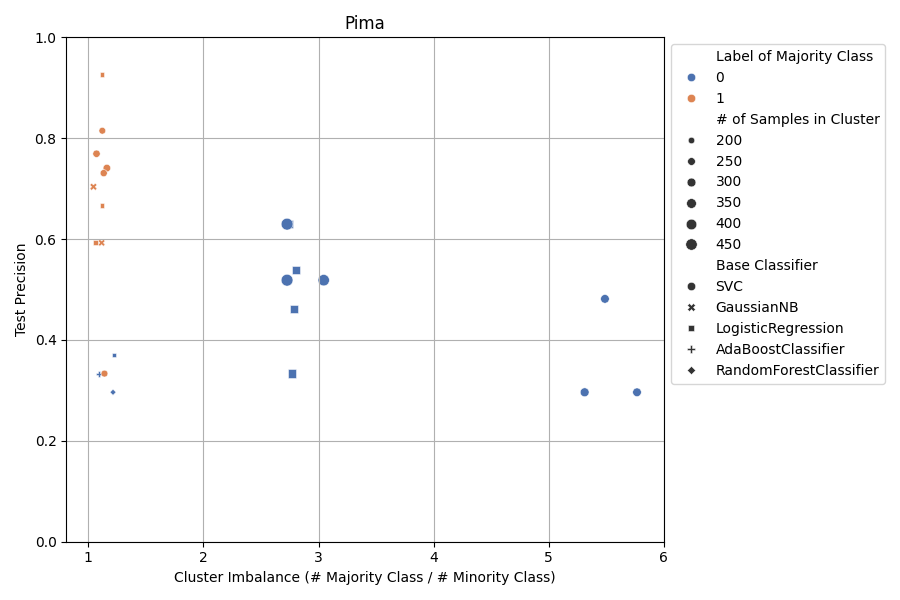 Pima
1.0
0.8
0.6
0.4
0.2
0.0
Test Precision
1
2
3
4
5
6
Cluster Imbalance (# Majority Class / # Minority Class)
Label of Majority Class
0
1
# of Samples in Cluster
200
250
300
350
400
450
Base Classifier
SVC
GaussianNB
LogisticRegression
AdaBoostClassifier
RandomForestClassifier